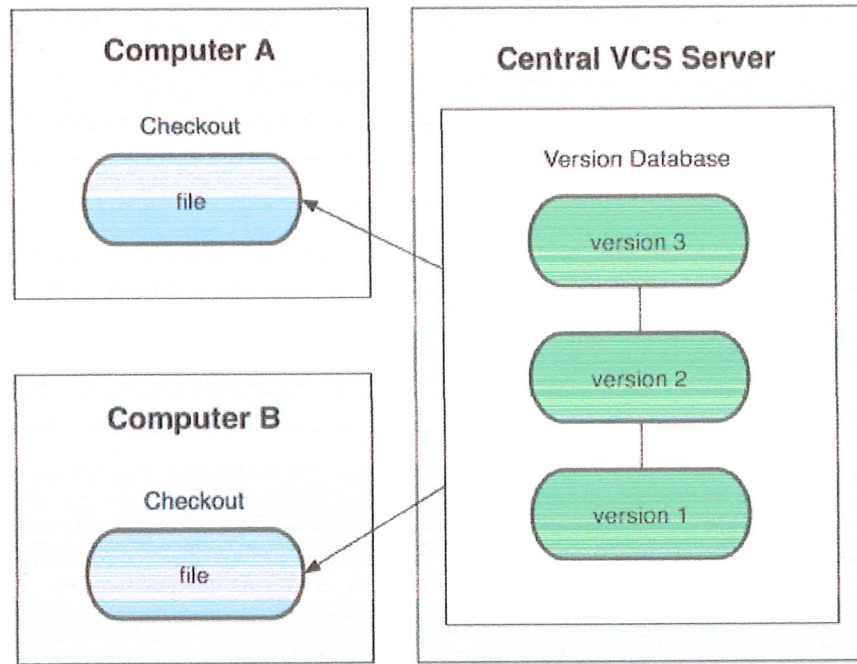 Computer A
Checkout
file
Computer B
Checkout
file
Central VCS Server
Version Database
version 3
version 2
version 1